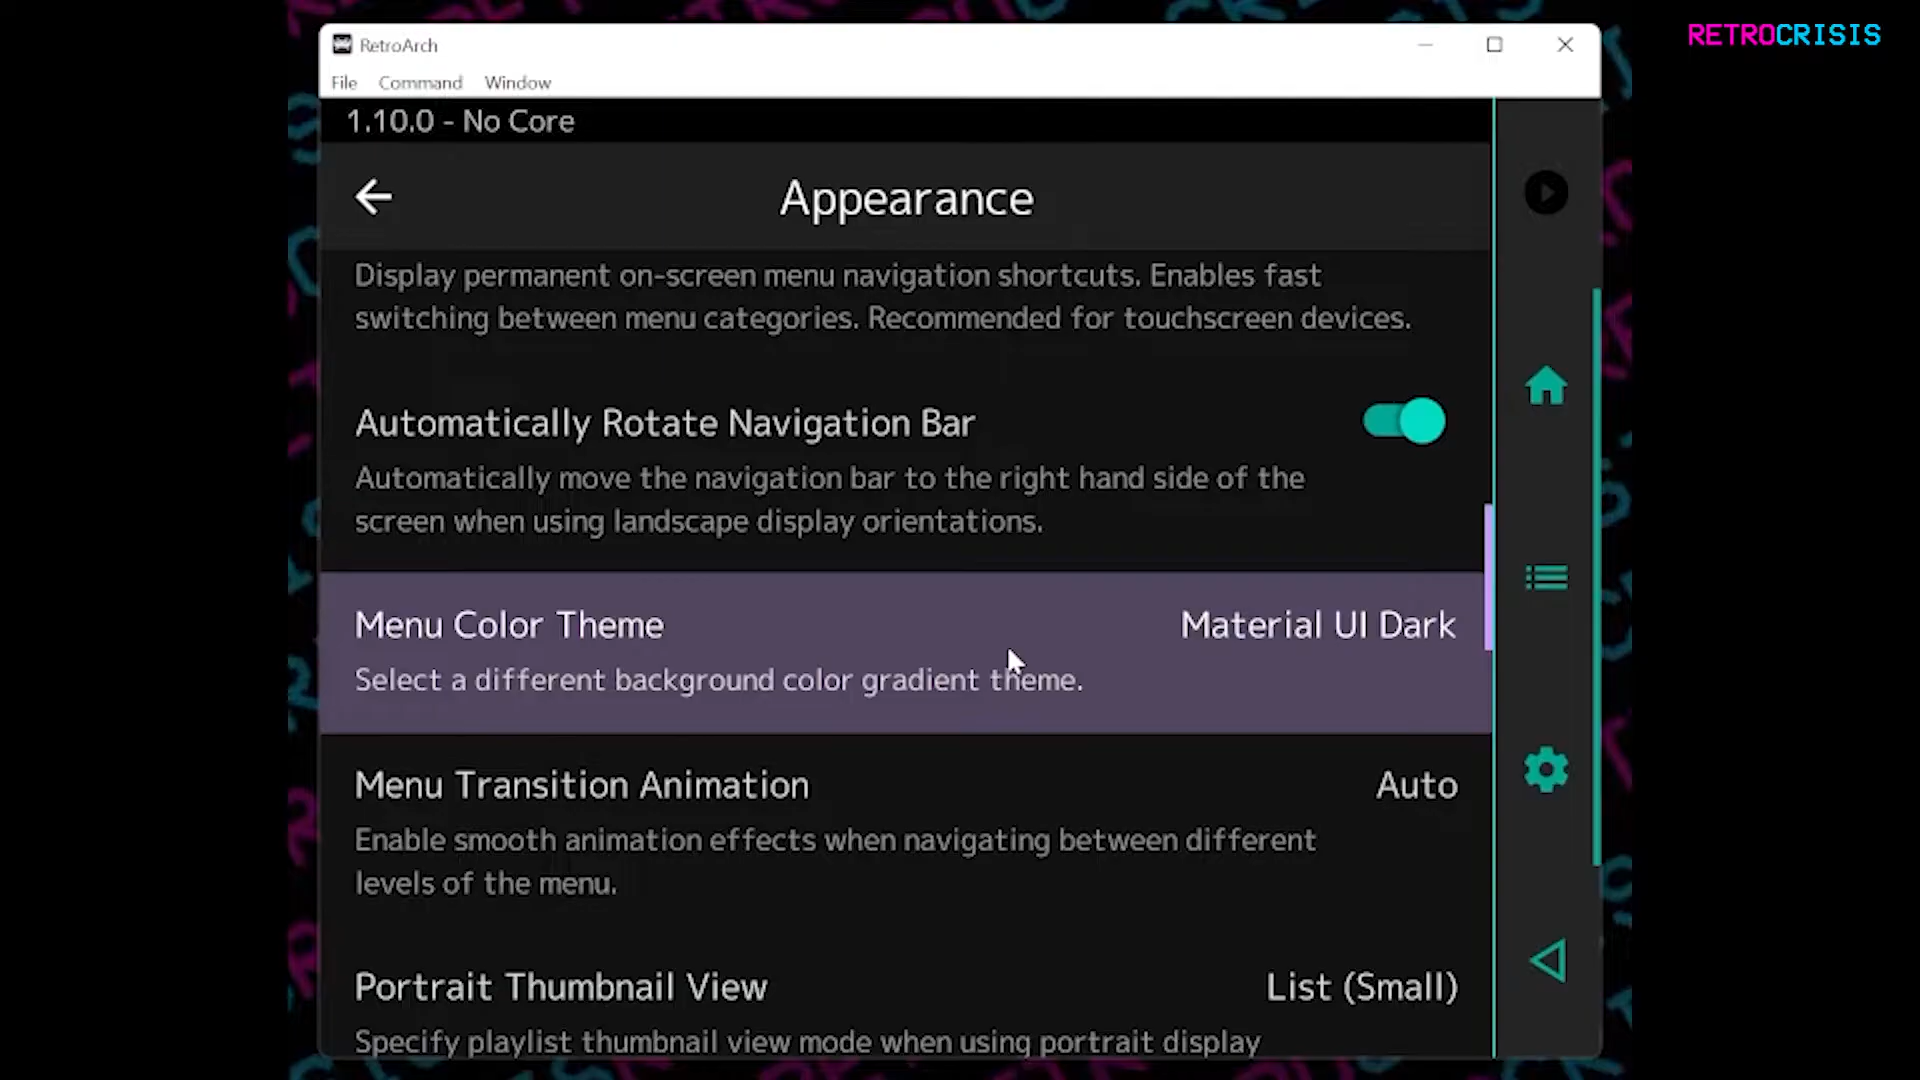 RETROCRISIS
RetroArch
File Command Window
1.10.0 - No Core
Appearance
Display permanent on-screen menu navigation shortcuts. Enables fast
switching between menu categories. Recommended for touchscreen devices.
Automatically Rotate Navigation Bar
Automatically move the navigation bar to the right hand side of the
screen when using landscape display orientations.
Menu Color Theme Material UI Dark
Select a different background color gradient theme.
Menu Transition Animation Auto
Enable smooth animation effects when navigating between different
levels of the menu.
Portrait Thumbnail View List (Small)
Specify playlist thumbnail view mode when using portrait display